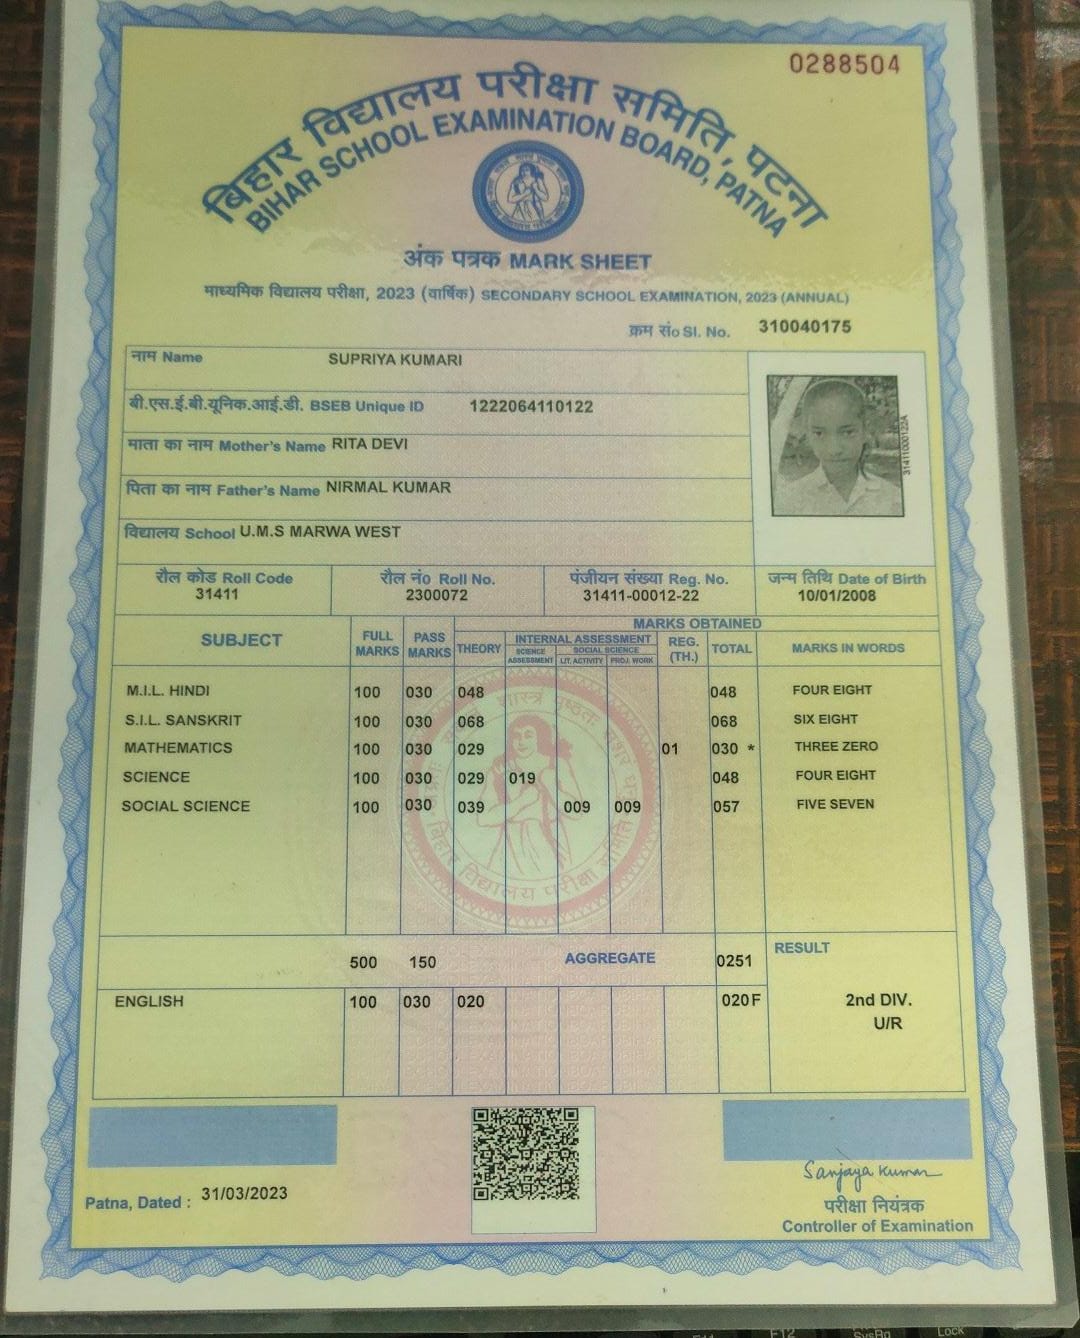 0288504
बिहार विद्यालय परीक्षा समिति, पटना
BIHAR SCHOOL EXAMINATION BOARD, PATNA
अंक पत्रक MARK SHEET
माध्यमिक विद्यालय परीक्षा, 2023 (वार्षिक) SECONDARY SCHOOL EXAMINATION, 2023 (ANNUAL)
क्रम सं० Sl. No. 310040175
नाम Name SUPRIYA KUMARI
बी.एस.ई.बी.यूनिक.आई.डी. BSEB Unique ID 1222064110122
माता का नाम Mother's Name RITA DEVI
पिता का नाम Father's Name NIRMAL KUMAR
विद्यालय School U.M.S MARWA WEST
रौल कोड Roll Code रौल नं० Roll No. पंजीयन संख्या Reg. No. जन्म तिथि Date of Birth
31411 2300072 31411-00012-22 10/01/2008
MARKS OBTAINED
SUBJECT FULL MARKS PASS MARKS THEORY INTERNAL ASSESSMENT REG. (TH.) TOTAL MARKS IN WORDS
SCIENCE ASSESSMENT SOCIAL SCIENCE
LIT. ACTIVITY PROJ. WORK
M.I.L. HINDI 100 030 048 048 FOUR EIGHT
S.I.L. SANSKRIT 100 030 068 068 SIX EIGHT
MATHEMATICS 100 030 029 01 030 * THREE ZERO
SCIENCE 100 030 029 019 048 FOUR EIGHT
SOCIAL SCIENCE 100 030 039 009 009 057 FIVE SEVEN
बिहार विद्यालय परीक्षा समिति
500 150 AGGREGATE 0251 RESULT
ENGLISH 100 030 020 020F 2nd DIV.
U/R
Patna, Dated : 31/03/2023
Sanjaya Kumar
परीक्षा नियंत्रक
Controller of Examination
F11 F12 SysRq Lock